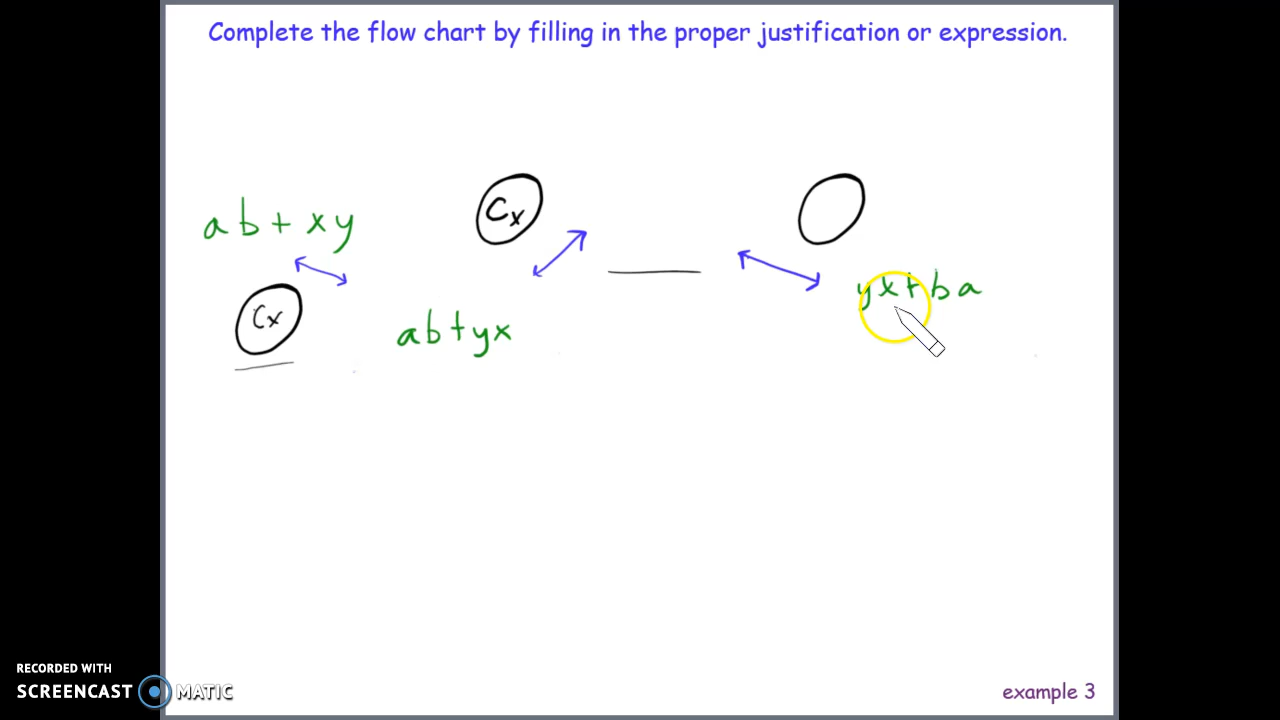 Complete the flow chart by filling in the proper justification or expression.
ab + xy
Cx
Cx
ab + yx
yx + ba
RECORDED WITH
SCREENCAST MATIC
example 3